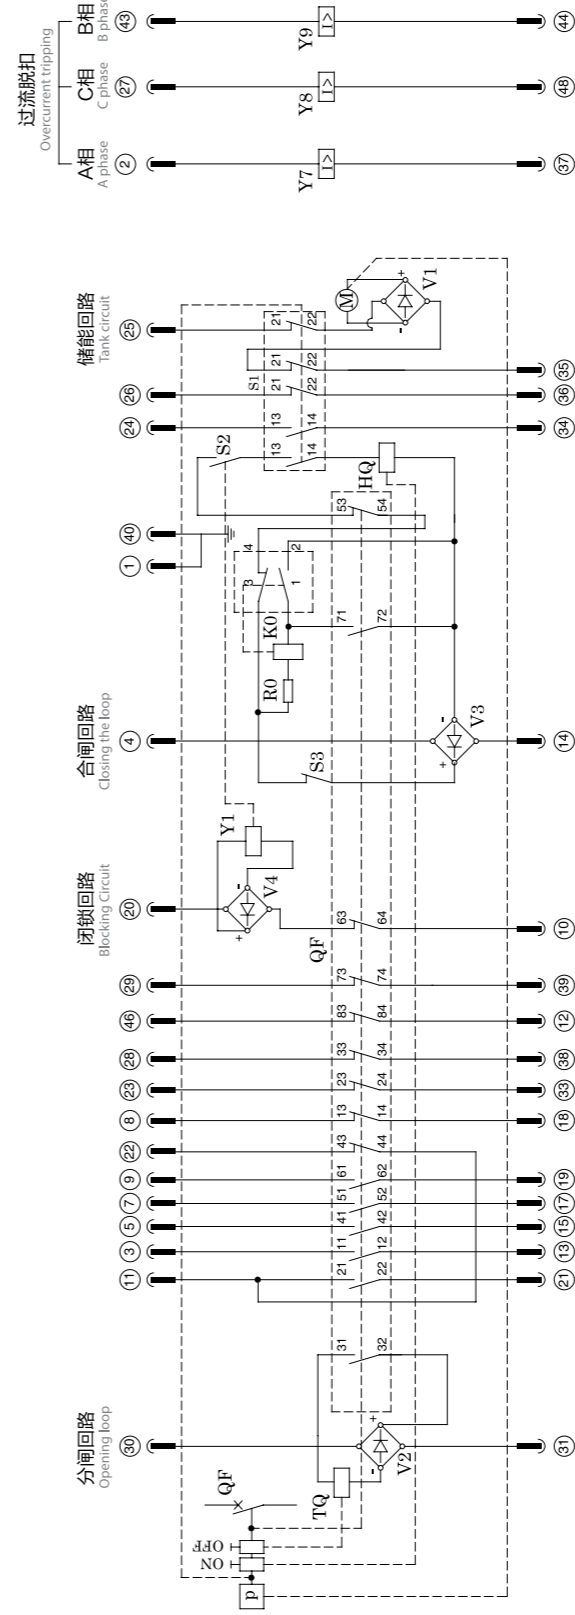 分闸回路
Opening loop
闭锁回路
Blocking Circuit
合闸回路
Closing the loop
储能回路
Tank circuit
过流脱扣
Overcurrent tripping
A相
A phase
C相
C phase
B相
B phase
30 11 3 5 7 9 22 8 23 28 46 29 20 4 1 40 24 26 25 2 27 43
p
ON
OFF
QF
TQ
V2
31
32
21 11 41 51 61 43 13 23 33 83 73 63
22 12 42 52 62 44 14 24 34 84 74 64
QF
Y1
V4
+
-
S3
R0
K0
3
4
1
2
71
72
53
54
V3
+
-
HQ
S2
S1
13 13 21 21 21
14 14 22 22 22
M
V1
+
-
+
-
Y7
I>
Y8
I>
Y9
I>
31 21 13 15 17 19 18 33 38 12 39 10 14 34 36 35 37 48 44